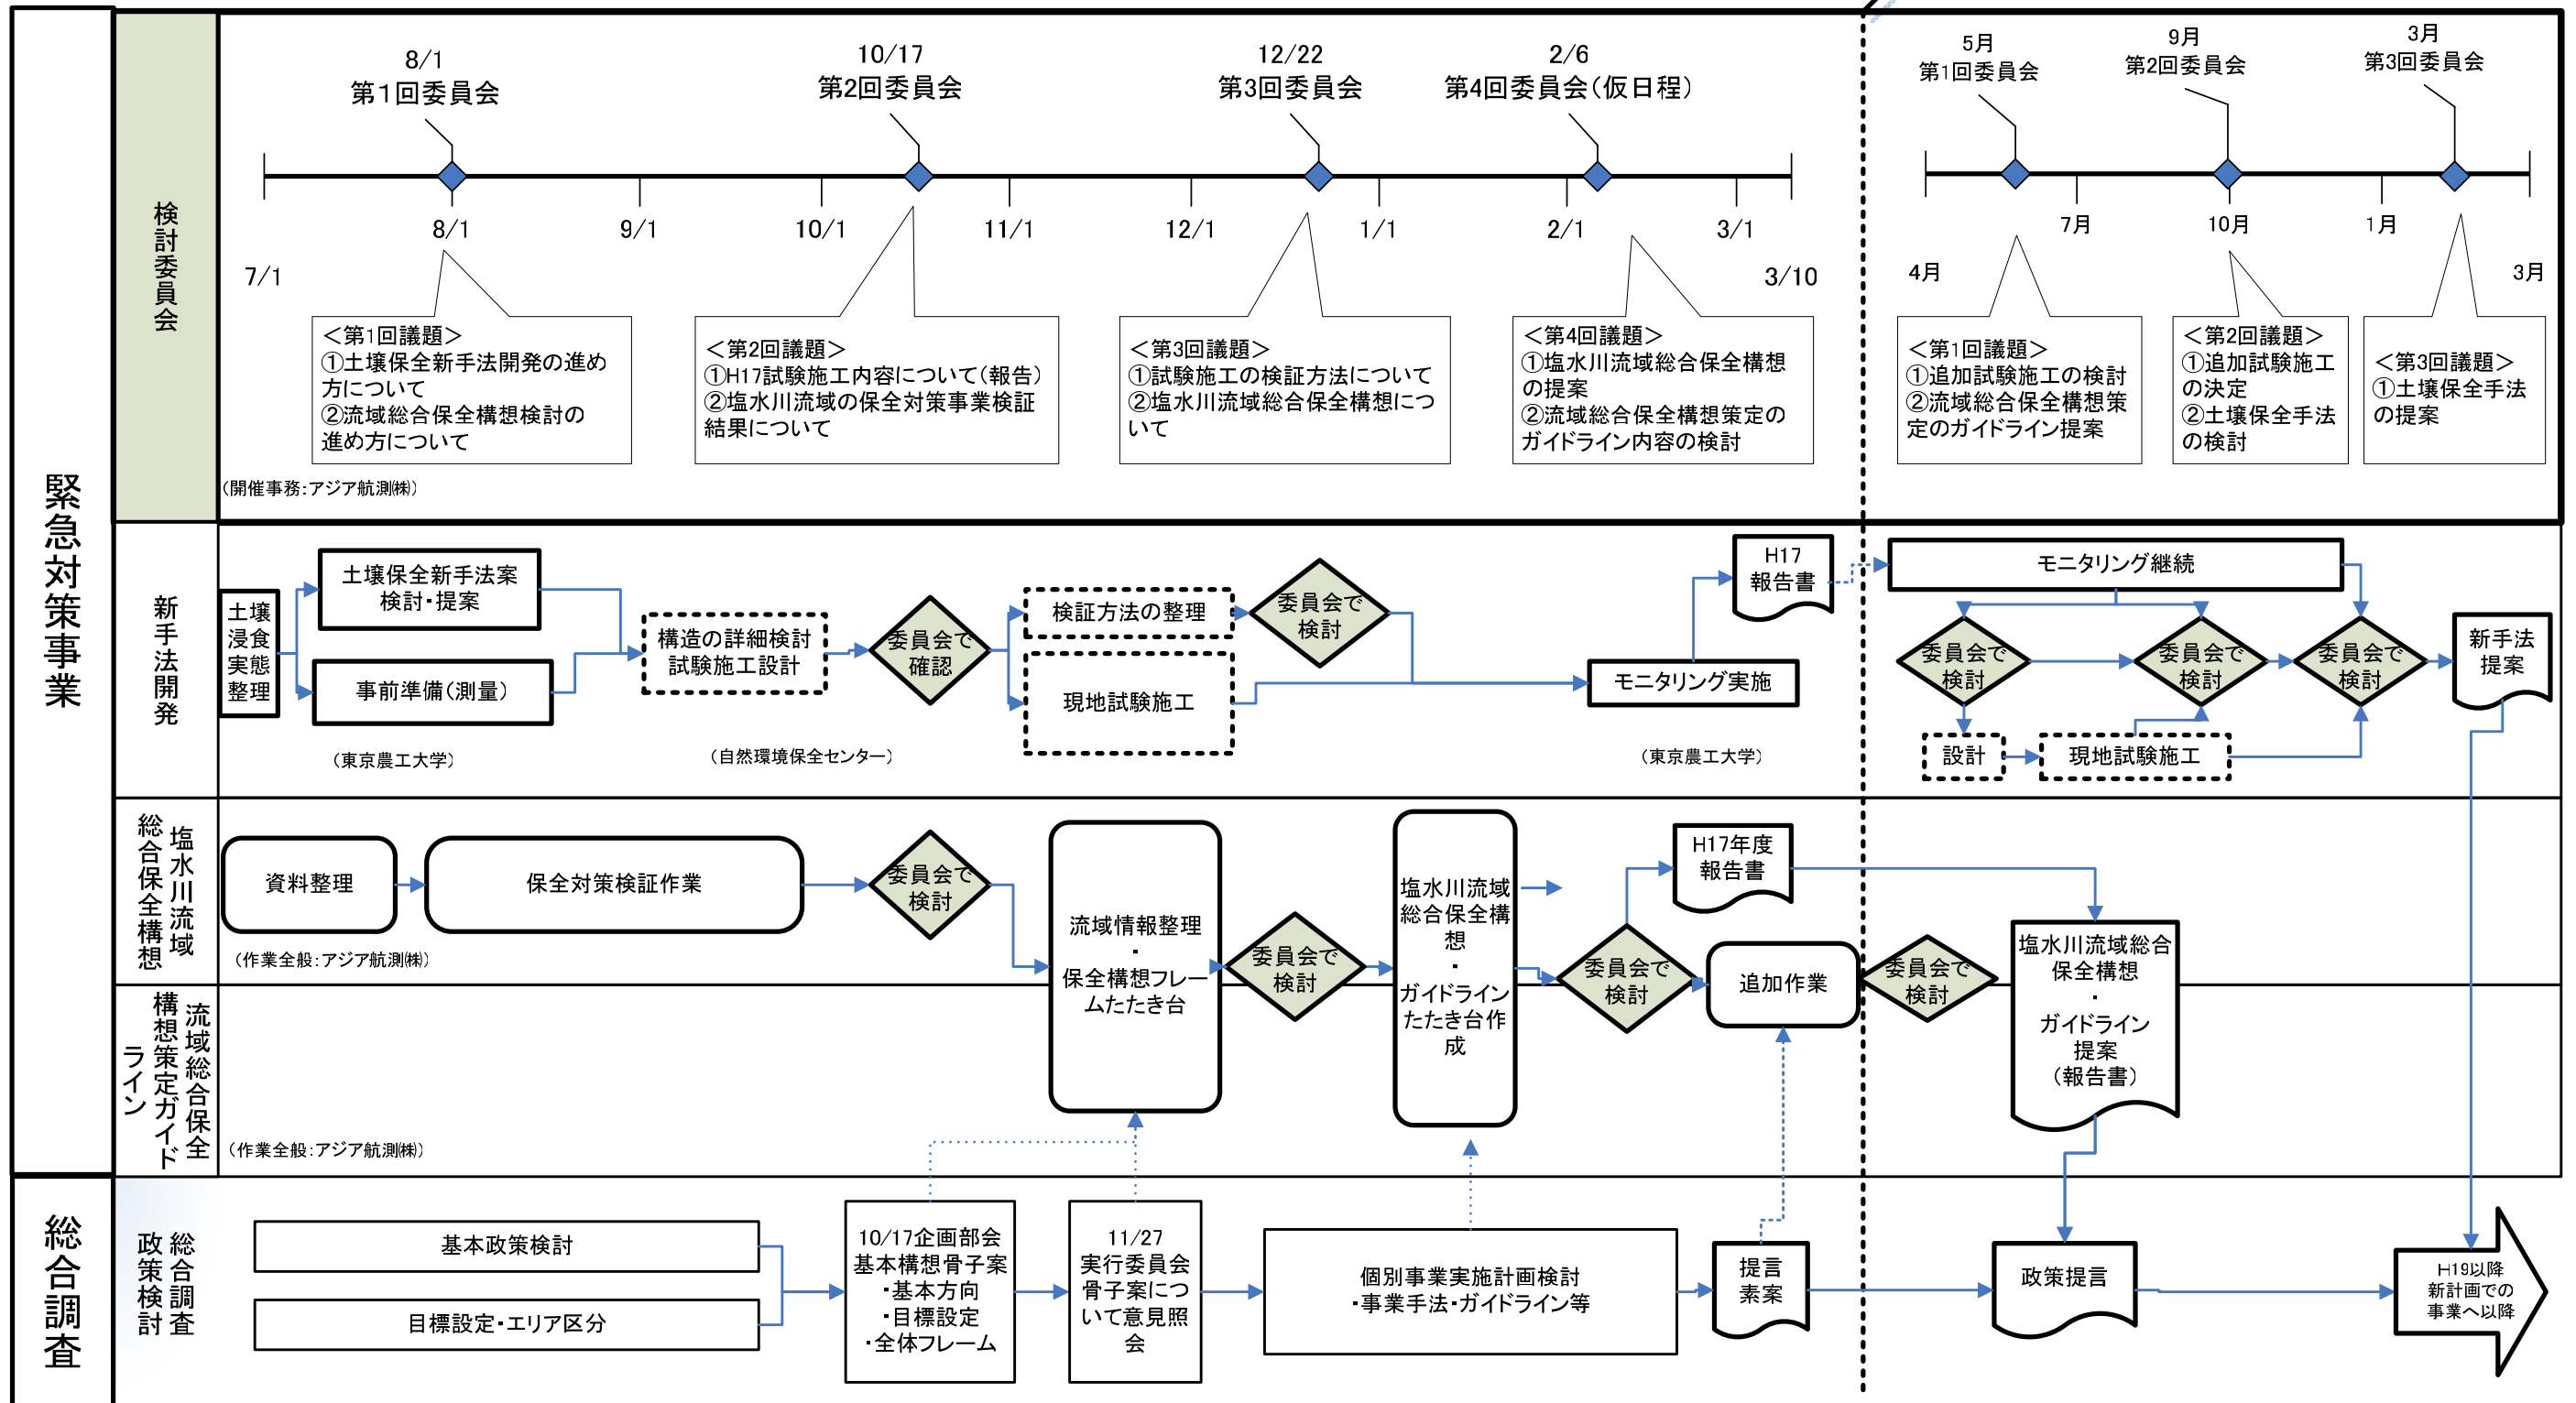 緊急対策事業
検討委員会
8/1
第1回委員会
10/17
第2回委員会
12/22
第3回委員会
2/6
第4回委員会(仮日程)
5月
第1回委員会
9月
第2回委員会
3月
第3回委員会
7/1
8/1
9/1
10/1
11/1
12/1
1/1
2/1
3/1
3/10
4月
7月
10月
1月
3月
<第1回議題>
①土壌保全新手法開発の進め
方について
②流域総合保全構想検討の
進め方について
<第2回議題>
①H17試験施工内容について(報告)
②塩水川流域の保全対策事業検証
結果について
<第3回議題>
①試験施工の検証方法について
②塩水川流域総合保全構想につ
いて
<第4回議題>
①塩水川流域総合保全構想
の提案
②流域総合保全構想策定の
ガイドライン内容の検討
<第1回議題>
①追加試験施工の検討
②流域総合保全構想策
定のガイドライン提案
<第2回議題>
①追加試験施工
の決定
②土壌保全手法
の検討
<第3回議題>
①土壌保全手法
の提案
(開催事務:アジア航測㈱)
新手法開発
土壌
浸食
実態
整理
土壌保全新手法案
検討・提案
事前準備(測量)
(東京農工大学)
構造の詳細検討
試験施工設計
(自然環境保全センター)
委員会で
確認
検証方法の整理
現地試験施工
委員会で
検討
モニタリング実施
(東京農工大学)
H17
報告書
モニタリング継続
委員会で
検討
委員会で
検討
委員会で
検討
設計
現地試験施工
新手法
提案
塩水川流域
総合保全構想
資料整理
保全対策検証作業
(作業全般:アジア航測㈱)
委員会で
検討
流域情報整理
・
保全構想フレー
ムたたき台
委員会で
検討
塩水川流域
総合保全構
想
・
ガイドライン
たたき台作
成
委員会で
検討
H17年度
報告書
追加作業
委員会で
検討
塩水川流域総合
保全構想
・
ガイドライン
提案
(報告書)
流域総合保全
構想策定ガイド
ライン
(作業全般:アジア航測㈱)
総合調査
総合調査
政策検討
基本政策検討
目標設定・エリア区分
10/17企画部会
基本構想骨子案
・基本方向
・目標設定
・全体フレーム
11/27
実行委員会
骨子案につ
いて意見照
会
個別事業実施計画検討
・事業手法・ガイドライン等
提言
素案
政策提言
H19以降
新計画での
事業へ以降